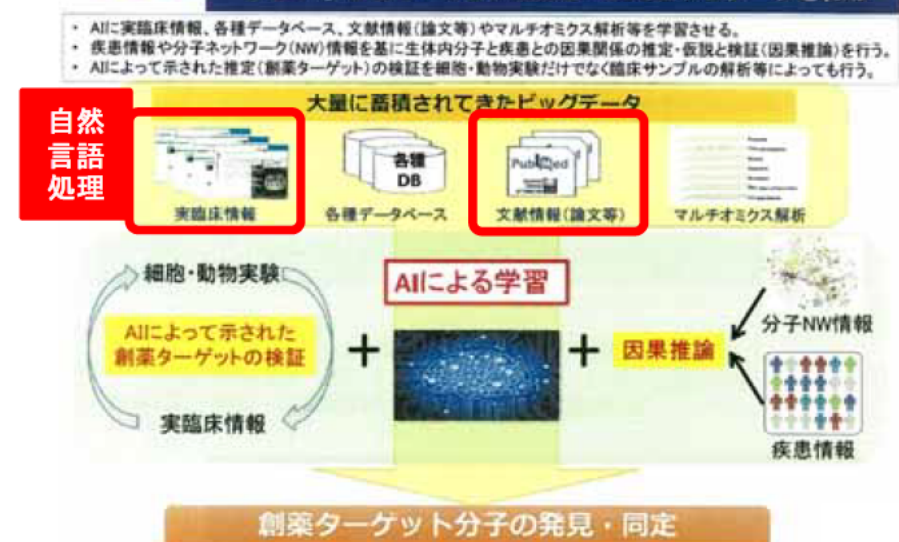 ・ AIに実臨床情報、各種データベース、文献情報(論文等)やマルチオミクス解析等を学習させる。
・ 疾患情報や分子ネットワーク(NW)情報を基に生体内分子と疾患との因果関係の推定・仮説と検証(因果推論)を行う。
・ AIによって示された推定(創薬ターゲット)の検証を細胞・動物実験だけでなく臨床サンプルの解析等によっても行う。
大量に蓄積されてきたビッグデータ
自然
言語
処理
各種
DB
PubMed
実臨床情報
各種データベース
文献情報(論文等)
マルチオミクス解析
細胞・動物実験
AIによって示された
創薬ターゲットの検証
実臨床情報
+
AIによる学習
+
因果推論
分子NW情報
疾患情報
創薬ターゲット分子の発見・同定